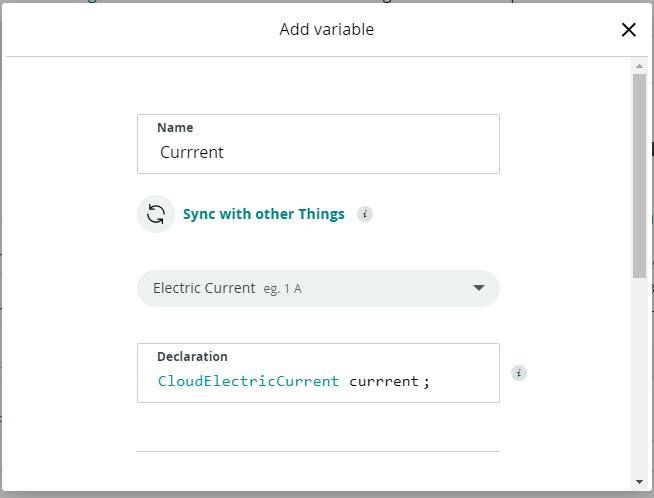 Add variable
Name
Currrent
Sync with other Things
Electric Current eg. 1 A
Declaration
CloudElectricCurrent currrent;